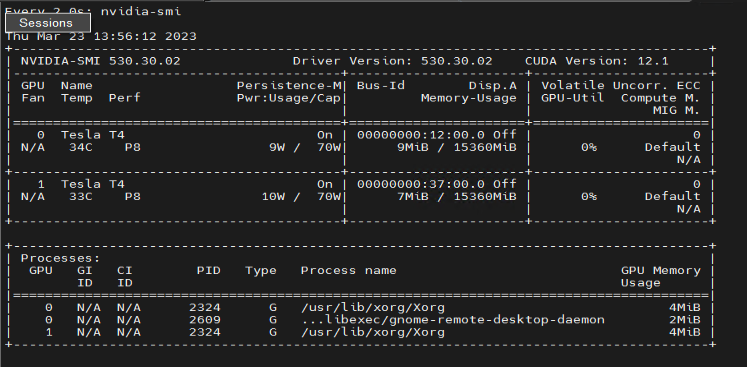 Every 2.0s: nvidia-smi
Sessions
Thu Mar 23 13:56:12 2023
NVIDIA-SMI 530.30.02 Driver Version: 530.30.02 CUDA Version: 12.1
GPU Name Persistence-M| Bus-Id Disp.A | Volatile Uncorr. ECC
Fan Temp Perf Pwr:Usage/Cap| Memory-Usage | GPU-Util Compute M.
MIG M.
0 Tesla T4 On | 00000000:12:00.0 Off | 0
N/A 34C P8 9W / 70W| 9MiB / 15360MiB | 0% Default
N/A
1 Tesla T4 On | 00000000:37:00.0 Off | 0
N/A 33C P8 10W / 70W| 7MiB / 15360MiB | 0% Default
N/A
Processes:
GPU GI CI PID Type Process name GPU Memory
ID ID Usage
0 N/A N/A 2324 G /usr/lib/xorg/Xorg 4MiB
0 N/A N/A 2609 G ...libexec/gnome-remote-desktop-daemon 2MiB
1 N/A N/A 2324 G /usr/lib/xorg/Xorg 4MiB